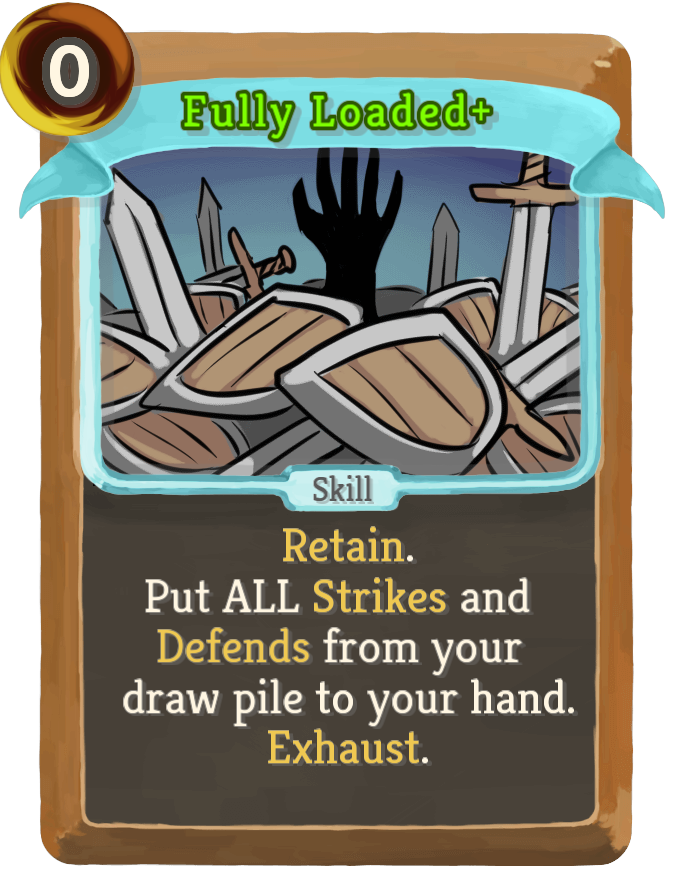 0
Fully Loaded+
Skill
Retain.
Put ALL Strikes and
Defends from your
draw pile to your hand.
Exhaust.